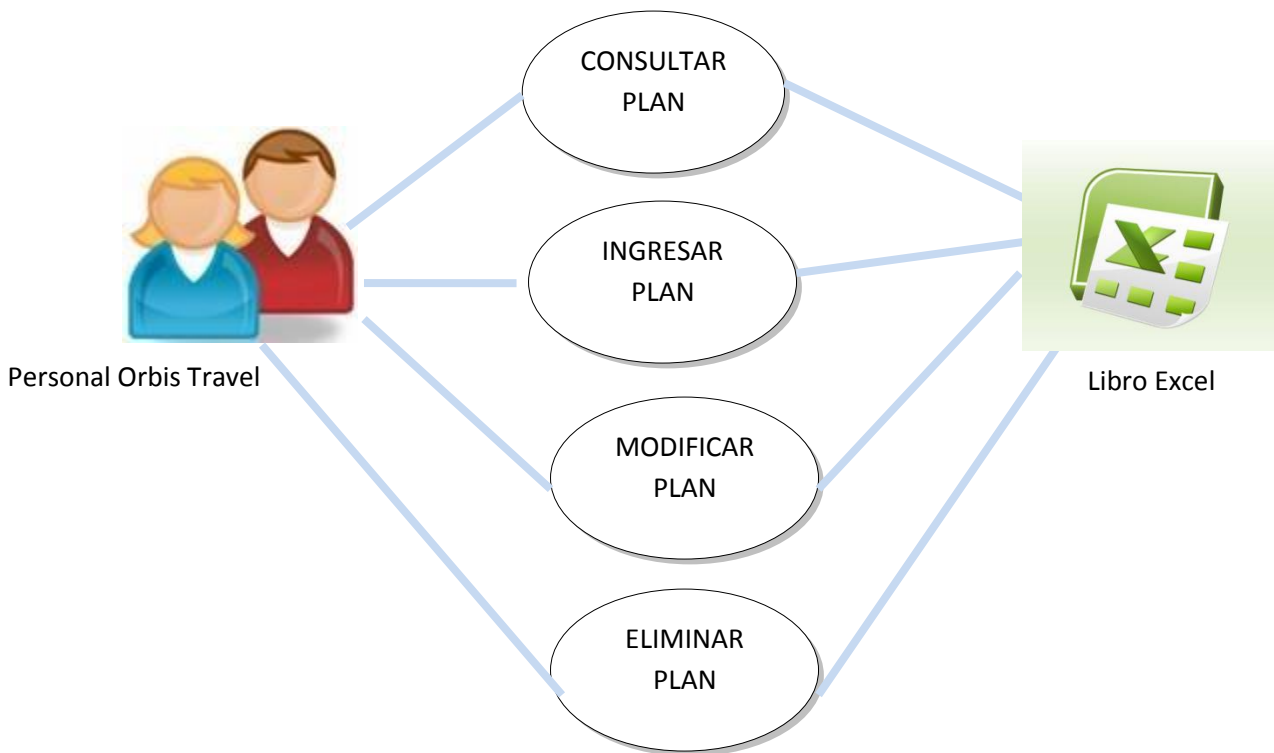 CONSULTAR
PLAN
INGRESAR
PLAN
Personal Orbis Travel
Libro Excel
MODIFICAR
PLAN
ELIMINAR
PLAN